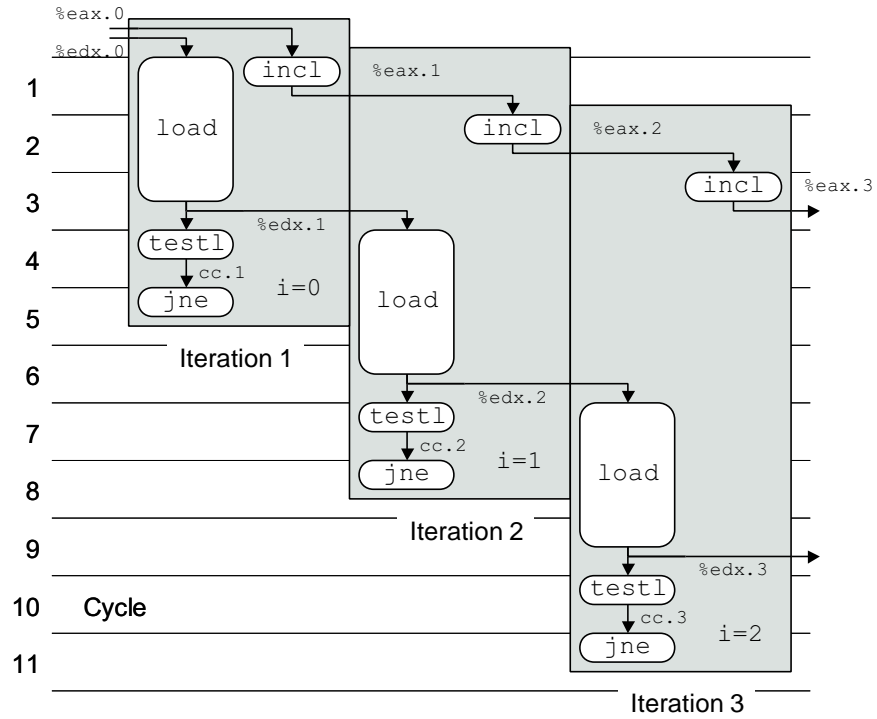 %eax.0
%edx.0
1
load
incl
%eax.1
2
incl
%eax.2
3
incl
%eax.3
%edx.1
4
testl
cc.1
i=0
load
5
jne
Iteration 1
6
%edx.2
7
testl
cc.2
i=1
load
8
jne
Iteration 2
9
%edx.3
10
Cycle
testl
cc.3
i=2
11
jne
Iteration 3